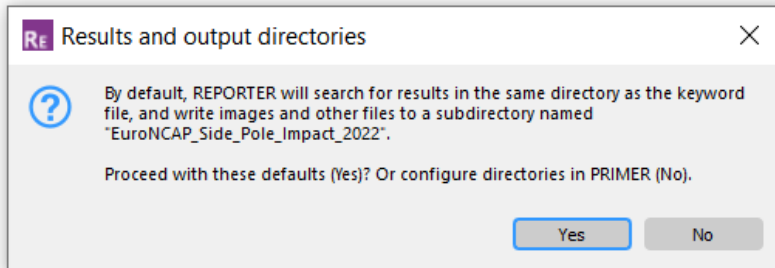 RE Results and output directories
By default, REPORTER will search for results in the same directory as the keyword
file, and write images and other files to a subdirectory named
"EuroNCAP_Side_Pole_Impact_2022".
Proceed with these defaults (Yes)? Or configure directories in PRIMER (No).
Yes No